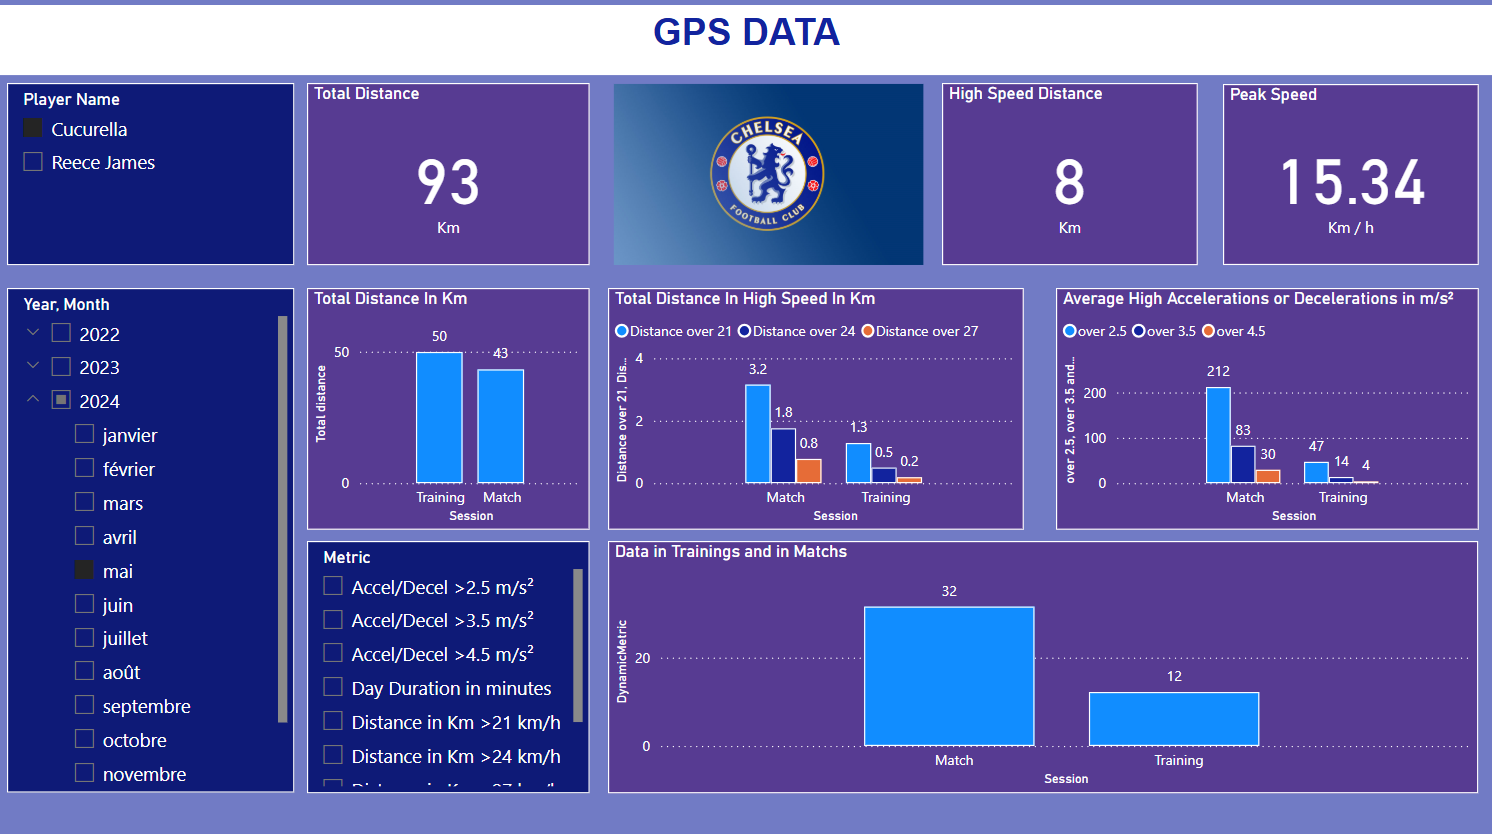 GPS DATA
Player Name
Cucurella
Reece James
Total Distance
93
Km
CHELSEA
FOOTBALL CLUB
High Speed Distance
8
Km
Peak Speed
15.34
Km / h
Year, Month
2022
2023
2024
janvier
février
mars
avril
mai
juin
juillet
août
septembre
octobre
novembre
Total Distance In Km
Total distance
50
0
50
43
Training Match
Session
Total Distance In High Speed In Km
Distance over 21 Distance over 24 Distance over 27
Distance over 21, Dis...
4
2
0
3.2
1.8
0.8
1.3
0.5
0.2
Match Training
Session
Average High Accelerations or Decelerations in m/s²
over 2.5 over 3.5 over 4.5
over 2.5, over 3.5 and...
200
100
0
212
83
30
47
14
4
Match Training
Session
Metric
Accel/Decel >2.5 m/s²
Accel/Decel >3.5 m/s²
Accel/Decel >4.5 m/s²
Day Duration in minutes
Distance in Km >21 km/h
Distance in Km >24 km/h
Data in Trainings and in Matchs
DynamicMetric
20
0
32
12
Match Training
Session